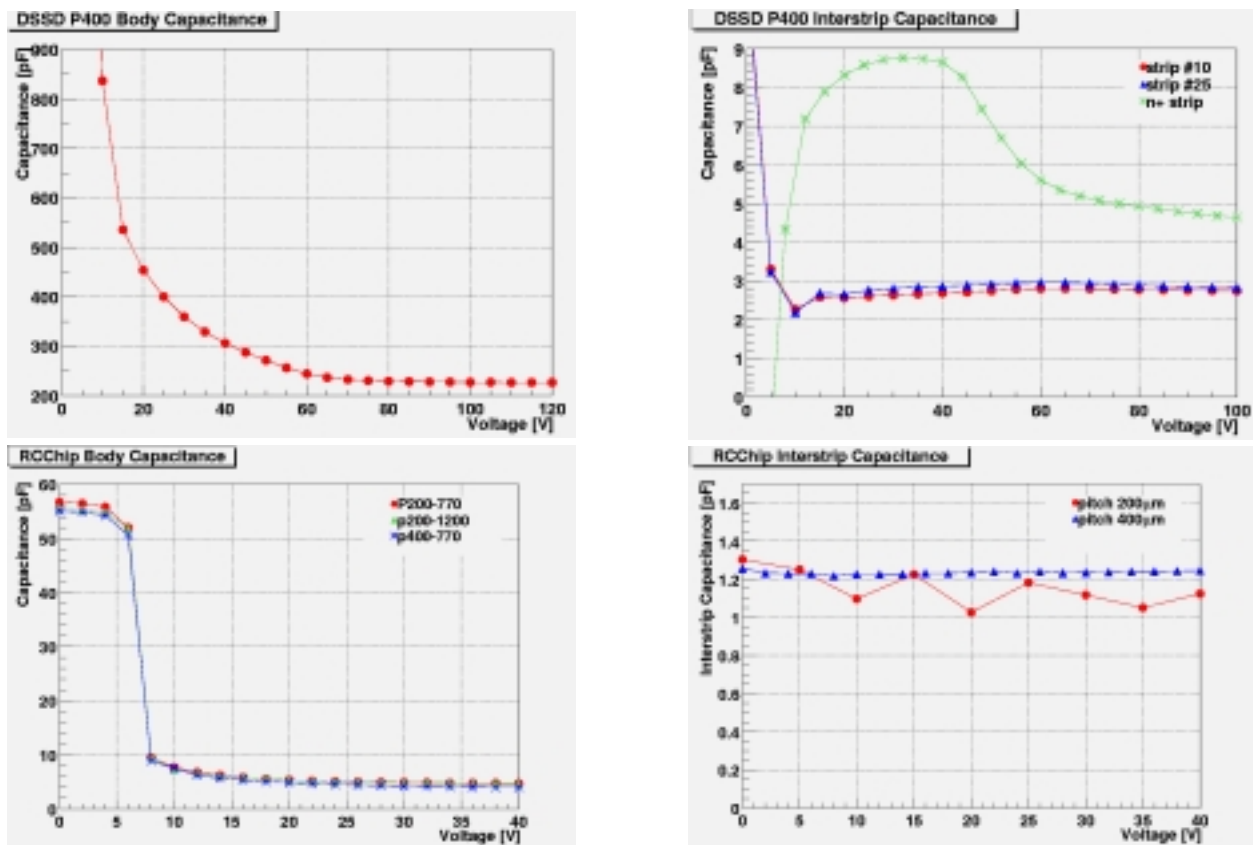 DSSD P400 Body Capacitance
Capacitance [pF]
900
800
700
600
500
400
300
200
0 20 40 60 80 100 120
Voltage [V]
DSSD P400 Interstrip Capacitance
Capacitance [pF]
9
8
7
6
5
4
3
2
1
0
strip #10
strip #25
n+ strip
0 20 40 60 80 100
Voltage [V]
RCChip Body Capacitance
Capacitance [pF]
60
50
40
30
20
10
0
P200-770
p200-1200
p400-770
0 5 10 15 20 25 30 35 40
Voltage [V]
RCChip Interstrip Capacitance
Interstrip Capacitance [pF]
1.6
1.4
1.2
1
0.8
0.6
0.4
0.2
0
pitch 200μm
pitch 400μm
0 5 10 15 20 25 30 35 40
Voltage [V]